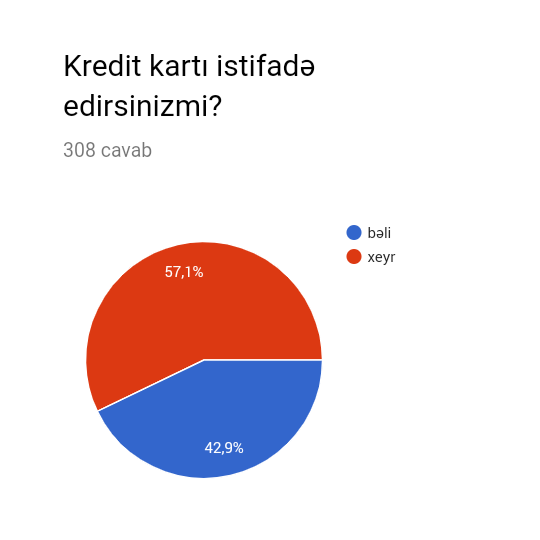 Kredit kartı istifadə
edirsinizmi?
308 cavab
bəli
xeyr
57,1%
42,9%